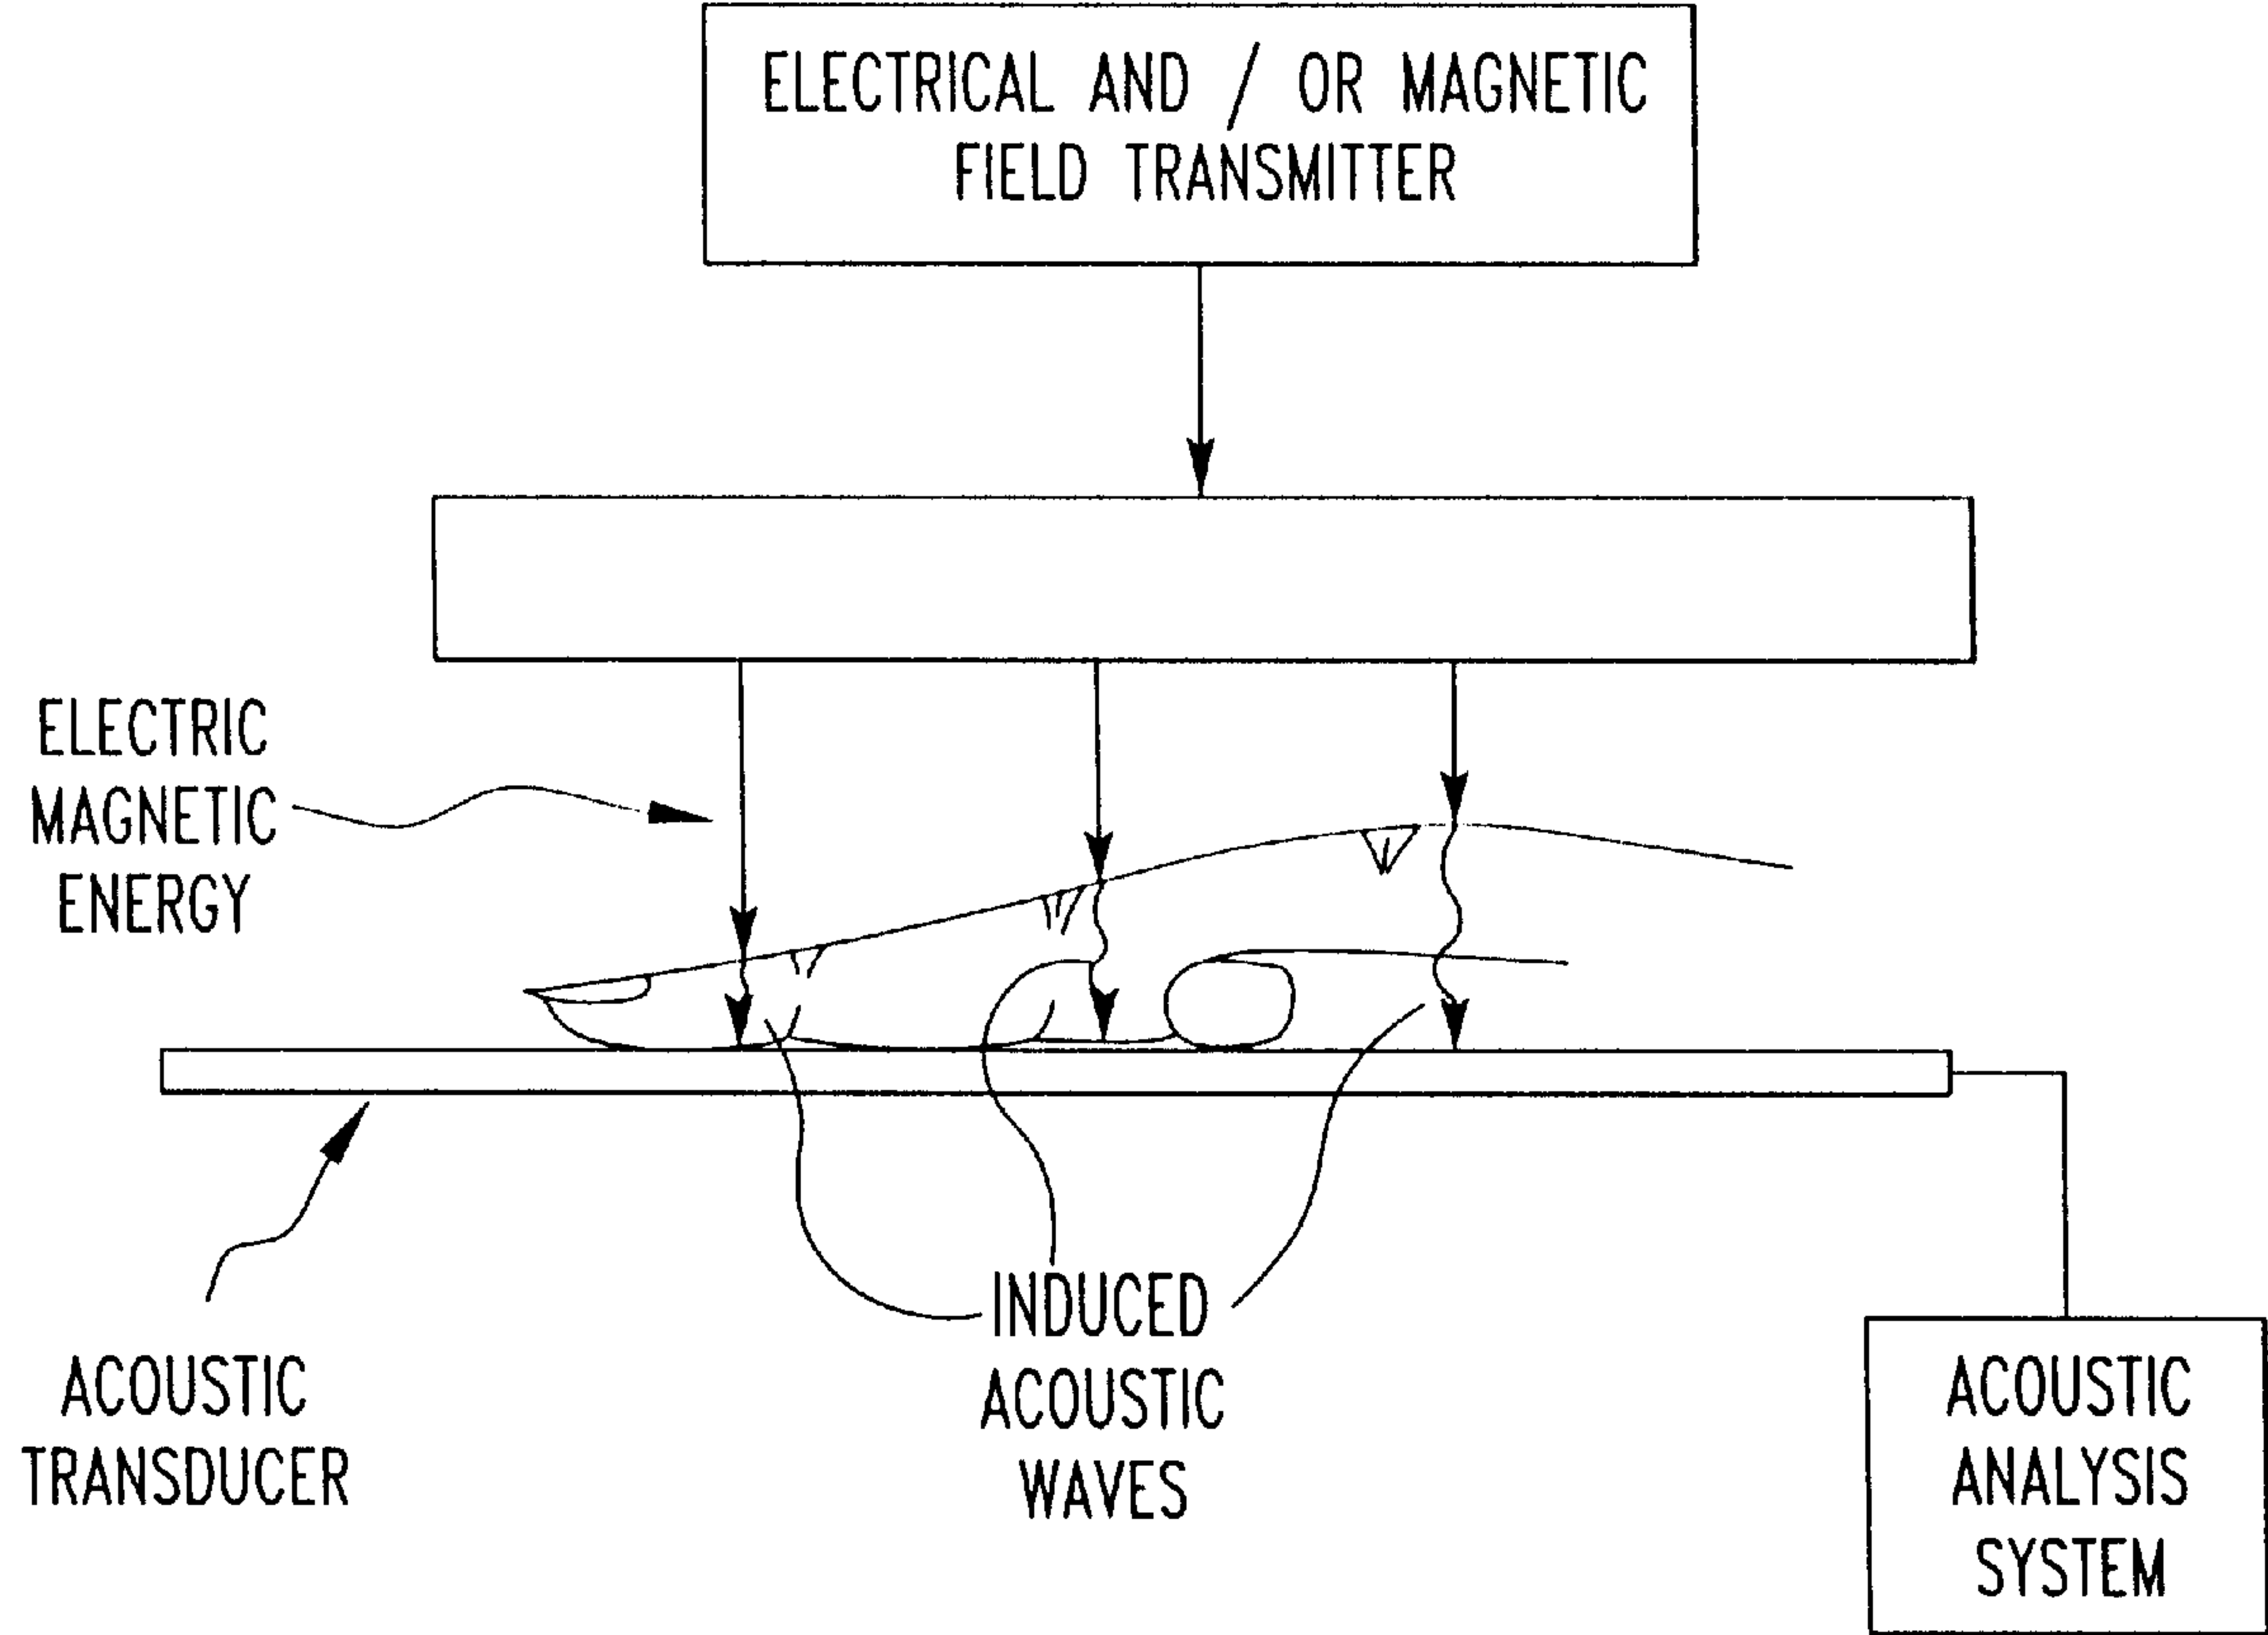 ELECTRICAL AND / OR MAGNETIC
FIELD TRANSMITTER
ELECTRIC
MAGNETIC
ENERGY
INDUCED
ACOUSTIC
WAVES
ACOUSTIC
TRANSDUCER
ACOUSTIC
ANALYSIS
SYSTEM